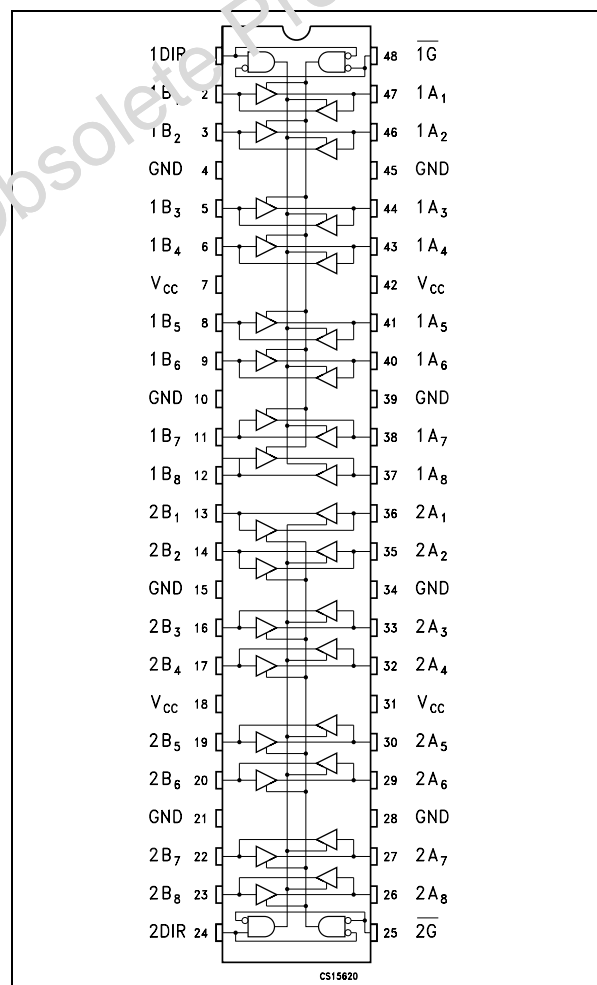 Obsolete Pro
1DIR 48 1G
1B 2 47 1A1
1B2 3 46 1A2
GND 4 45 GND
1B3 5 44 1A3
1B4 6 43 1A4
VCC 7 42 VCC
1B5 8 41 1A5
1B6 9 40 1A6
GND 10 39 GND
1B7 11 38 1A7
1B8 12 37 1A8
2B1 13 36 2A1
2B2 14 35 2A2
GND 15 34 GND
2B3 16 33 2A3
2B4 17 32 2A4
VCC 18 31 VCC
2B5 19 30 2A5
2B6 20 29 2A6
GND 21 28 GND
2B7 22 27 2A7
2B8 23 26 2A8
2DIR 24 25 2G
CS15620